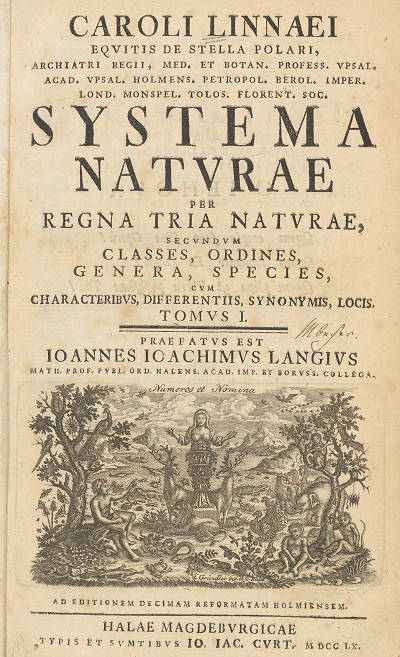 CAROLI LINNAEI
EQVITIS DE STELLA POLARI,
ARCHIATRI REGII, MED. ET BOTAN. PROFESS. VPSAL.
ACAD. VPSAL. HOLMENS. PETROPOL. BEROL. IMPER.
LOND. MONSPEL. TOLOS. FLORENT. SOC.
SYSTEMA
NATVRAE
PER
REGNA TRIA NATVRAE,
SECVNDVM
CLASSES, ORDINES,
GENERA, SPECIES,
CVM
CHARACTERIBVS, DIFFERENTIIS, SYNONYMIS, LOCIS.
TOMVS I.
PRAEFATVS EST
IOANNES IOACHIMVS LANGIVS
MATH. PROF. PVBL. ORD. HALENS. ACAD. IMP. ET BORVSS. COLLEGA.
Numeros et Nomina
AD EDITIONEM DECIMAM REFORMATAM HOLMIENSEM.
HALAE MAGDEBVRGICAE
TYPIS ET SVMTIBVS IO. IAC. CVRT. MDCCLX.